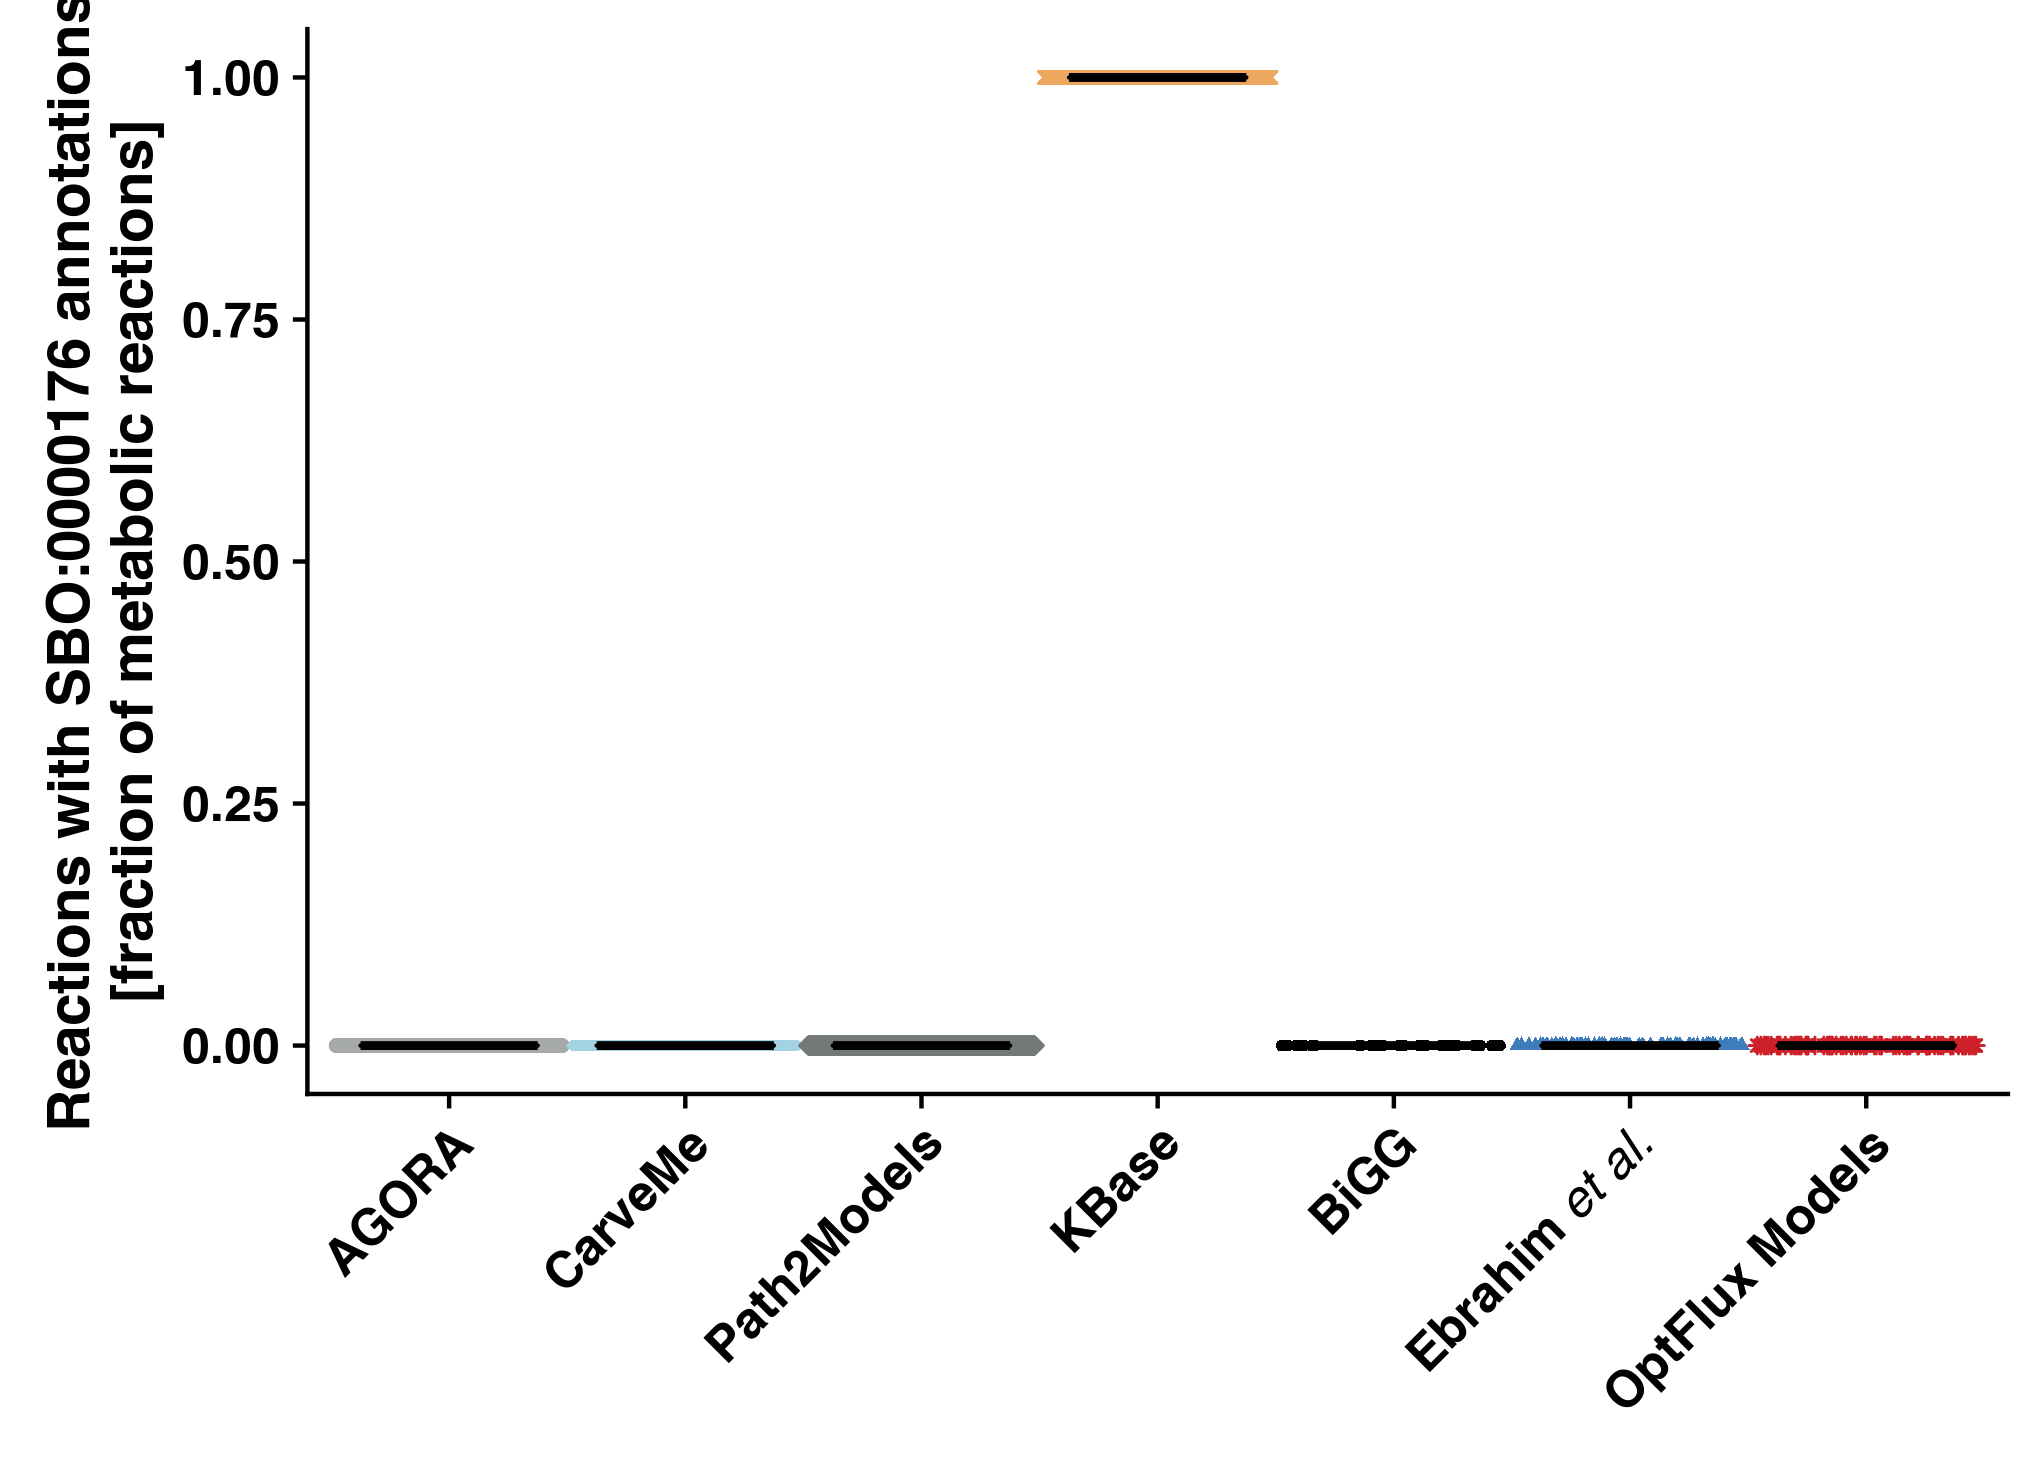 Reactions with SBO:0000176 annotations
[fraction of metabolic reactions]
1.00
0.75
0.50
0.25
0.00
AGORA
CarveMe
Path2Models
KBase
BiGG
Ebrahim et al.
OptFlux Models